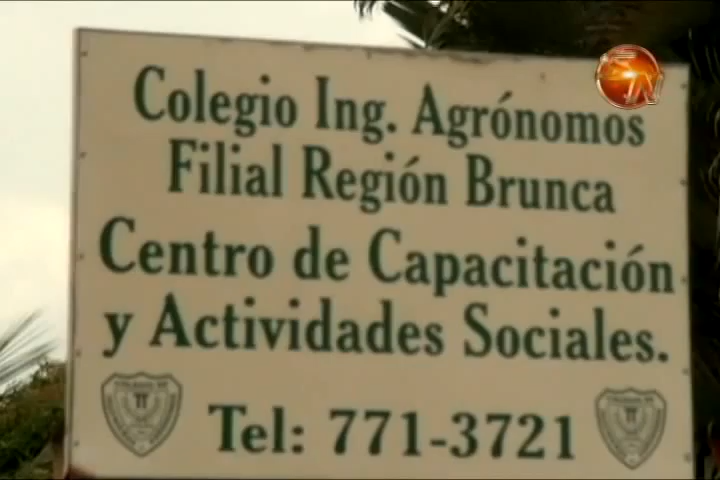 Colegio Ing. Agrónomos
Filial Región Brunca
Centro de Capacitación
y Actividades Sociales.
Tel: 771-3721